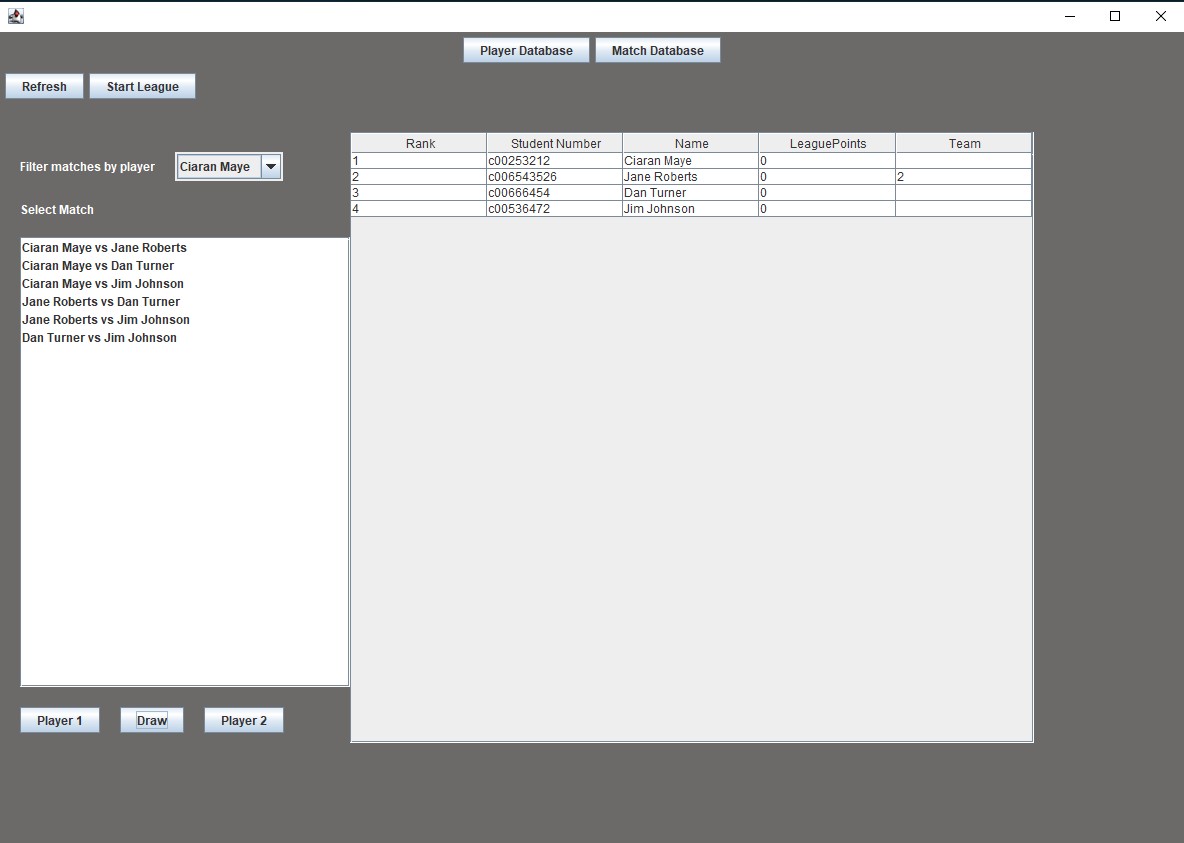 Player Database Match Database
Refresh Start League
Rank Student Number Name LeaguePoints Team
1 c00253212 Ciaran Maye 0
2 c006543526 Jane Roberts 0 2
3 c00666454 Dan Turner 0
4 c00536472 Jim Johnson 0
Filter matches by player Ciaran Maye
Select Match
Ciaran Maye vs Jane Roberts
Ciaran Maye vs Dan Turner
Ciaran Maye vs Jim Johnson
Jane Roberts vs Dan Turner
Jane Roberts vs Jim Johnson
Dan Turner vs Jim Johnson
Player 1 Draw Player 2